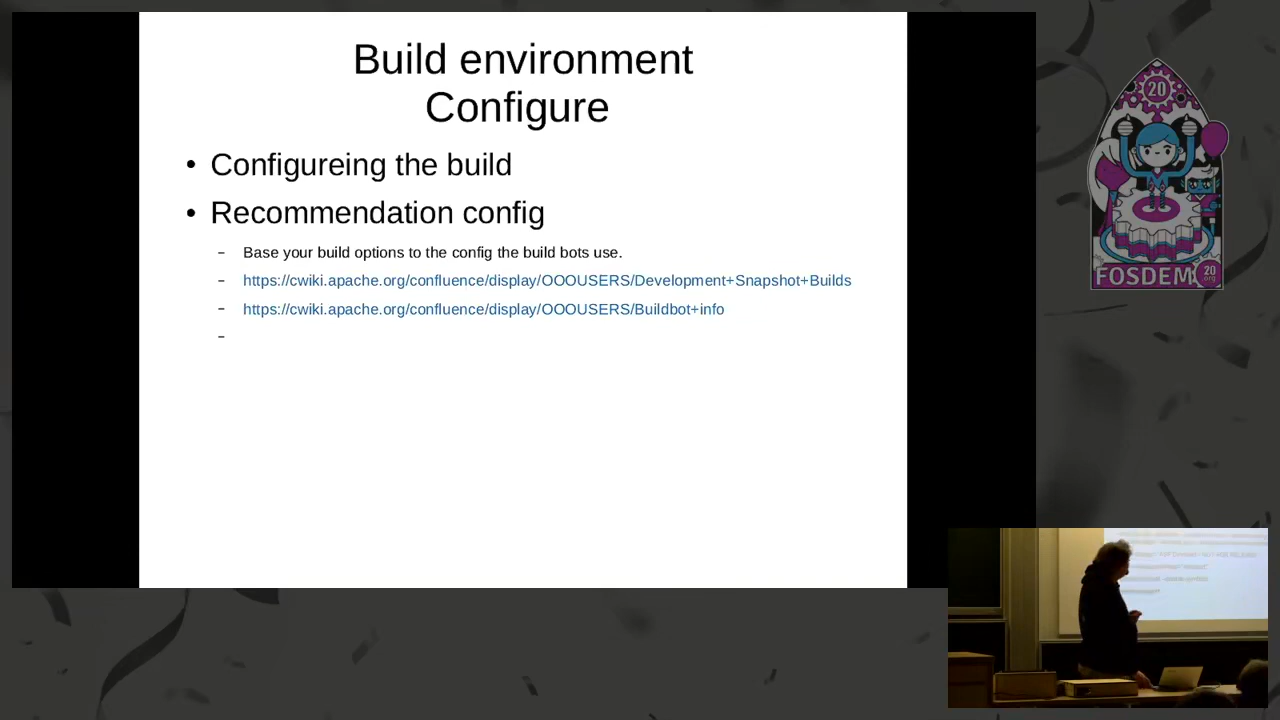 Build environment
Configure
• Configureing the build
• Recommendation config
– Base your build options to the config the build bots use.
– https://cwiki.apache.org/confluence/display/OOOUSERS/Development+Snapshot+Builds
– https://cwiki.apache.org/confluence/display/OOOUSERS/Buildbot+info
–
20
FOSDEM 20
.org